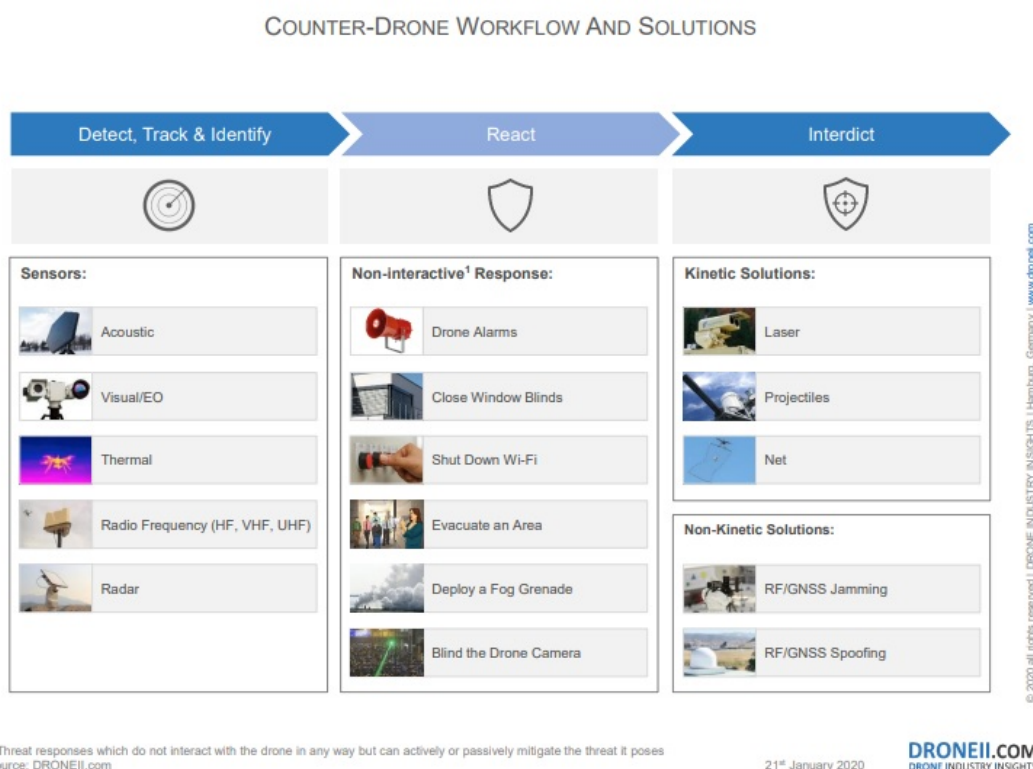 COUNTER-DRONE WORKFLOW AND SOLUTIONS
Detect, Track & Identify
React
Interdict
Sensors:
Acoustic
Visual/EO
Thermal
Radio Frequency (HF, VHF, UHF)
Radar
Non-interactive¹ Response:
Drone Alarms
Close Window Blinds
Shut Down Wi-Fi
Evacuate an Area
Deploy a Fog Grenade
Blind the Drone Camera
Kinetic Solutions:
Laser
Projectiles
Net
Non-Kinetic Solutions:
RF/GNSS Jamming
RF/GNSS Spoofing
© 2020 all rights reserved | DRONE INDUSTRY INSIGHTS | Hamburg, Germany | www.droneii.com
Threat responses which do not interact with the drone in any way but can actively or passively mitigate the threat it poses
ource: DRONEII.com
21st January 2020
DRONEII.COM
DRONE INDUSTRY INSIGHTS